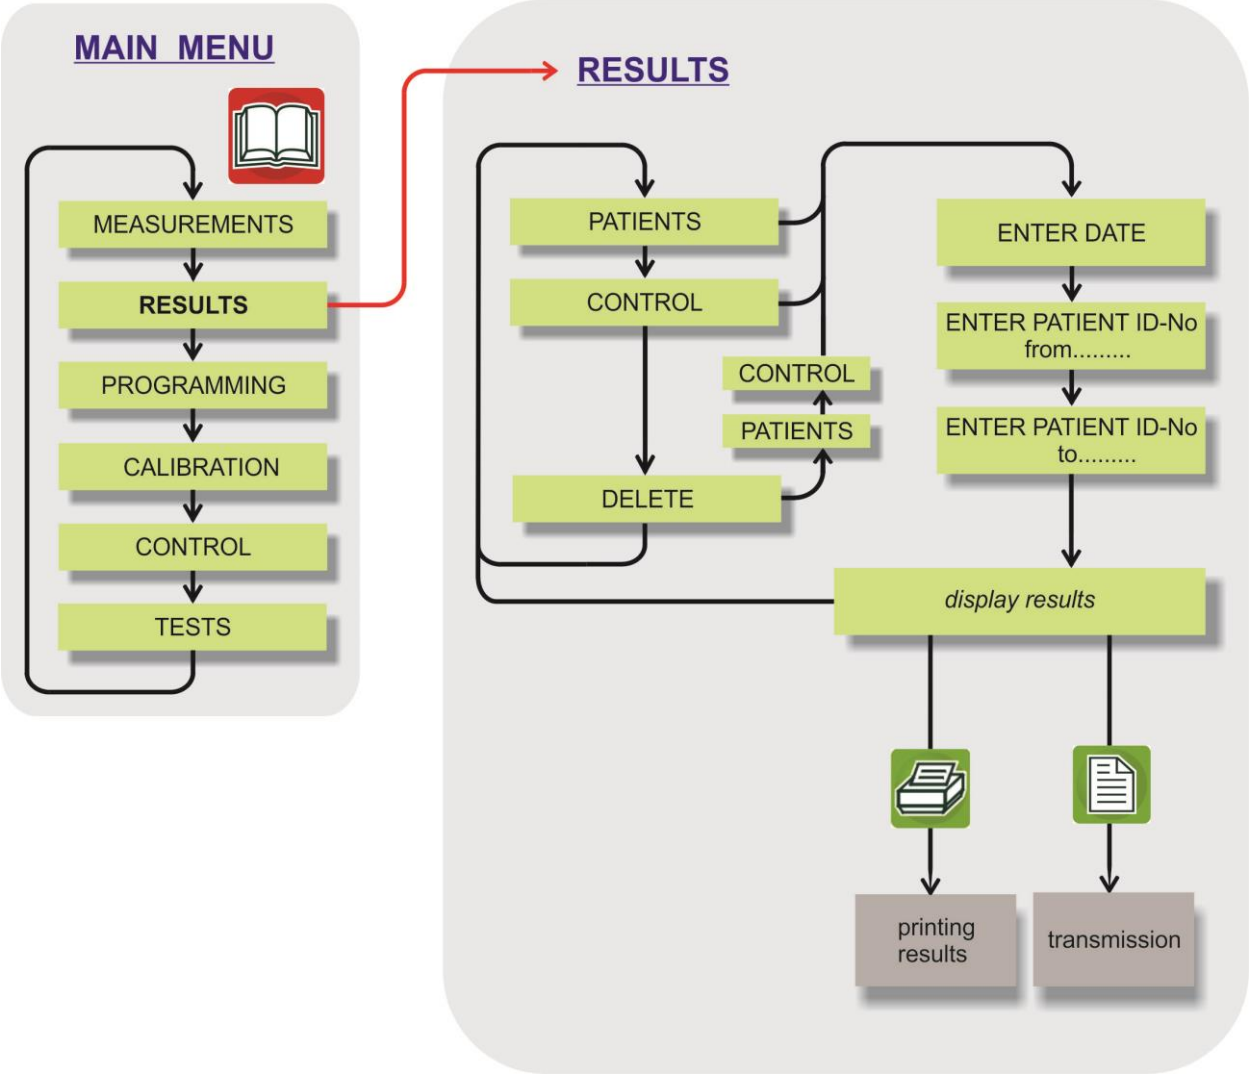 MAIN MENU
MEASUREMENTS
RESULTS
PROGRAMMING
CALIBRATION
CONTROL
TESTS
RESULTS
PATIENTS
CONTROL
DELETE
CONTROL
PATIENTS
ENTER DATE
ENTER PATIENT ID-No
from.........
ENTER PATIENT ID-No
to.........
display results
printing
results
transmission